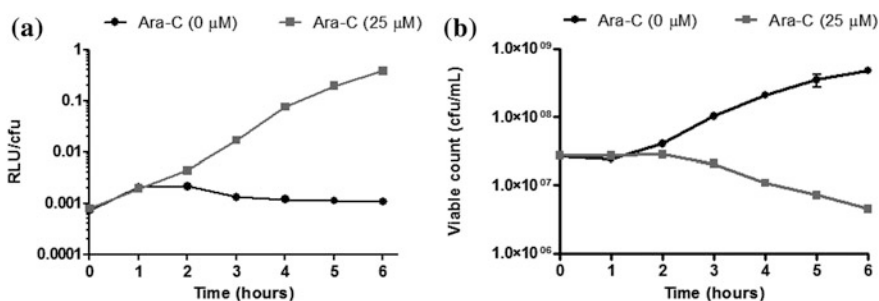 (a)
Ara-C (0 μM) Ara-C (25 μM)
RLU/cfu
1
0.1
0.01
0.001
0.0001
0 1 2 3 4 5 6
Time (hours)
(b)
Ara-C (0 μM) Ara-C (25 μM)
Viable count (cfu/mL)
1.0×10⁰⁹
1.0×10⁰⁸
1.0×10⁰⁷
1.0×10⁰⁶
0 1 2 3 4 5 6
Time (hours)